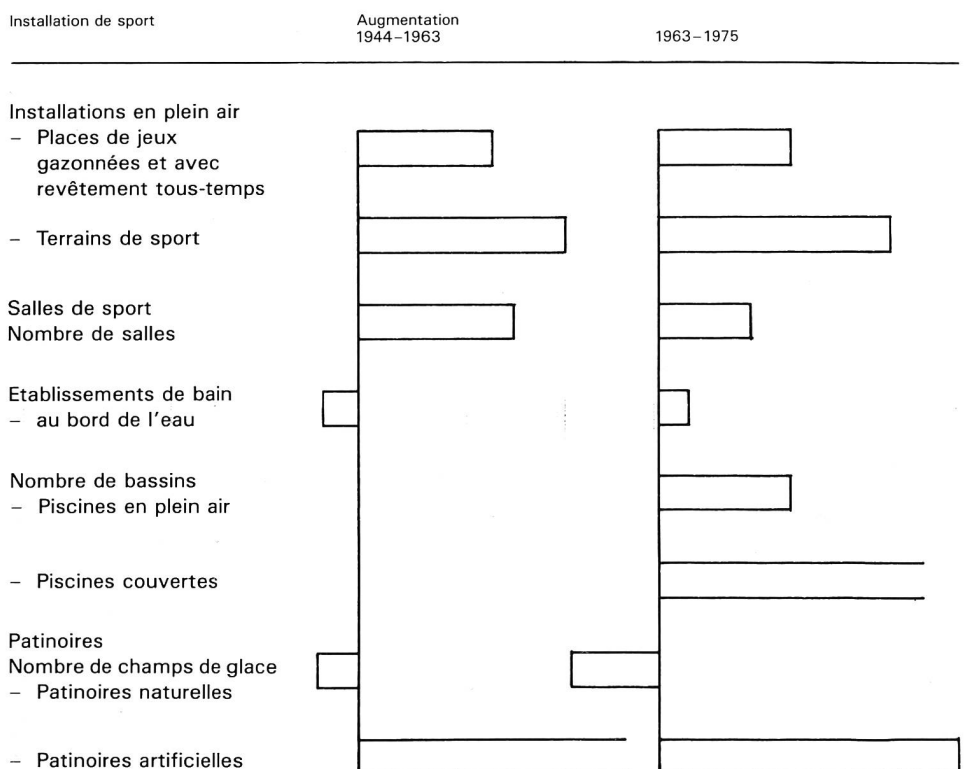 Installation de sport
Augmentation
1944–1963
1963–1975
Installations en plein air
– Places de jeux
gazonnées et avec
revêtement tous-temps
– Terrains de sport
Salles de sport
Nombre de salles
Etablissements de bain
– au bord de l'eau
Nombre de bassins
– Piscines en plein air
– Piscines couvertes
Patinoires
Nombre de champs de glace
– Patinoires naturelles
– Patinoires artificielles